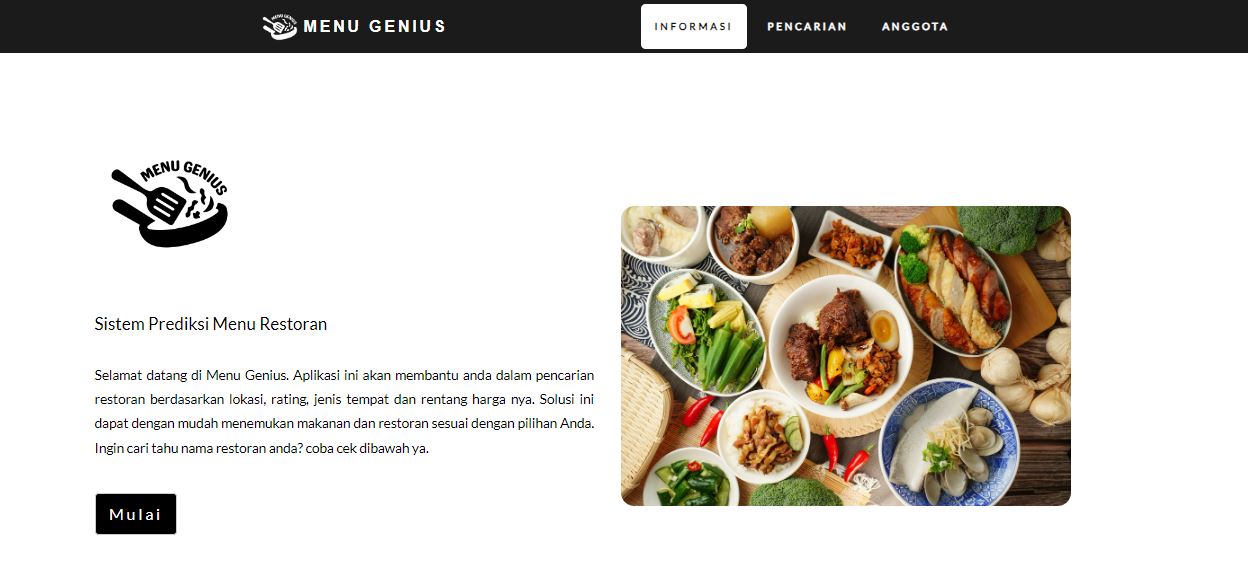 MENU GENIUS
MENU GENIUS
INFORMASI
PENCARIAN
ANGGOTA
MENU GENIUS
Sistem Prediksi Menu Restoran
Selamat datang di Menu Genius. Aplikasi ini akan membantu anda dalam pencarian
restoran berdasarkan lokasi, rating, jenis tempat dan rentang harga nya. Solusi ini
dapat dengan mudah menemukan makanan dan restoran sesuai dengan pilihan Anda.
Ingin cari tahu nama restoran anda? coba cek dibawah ya.
Mulai